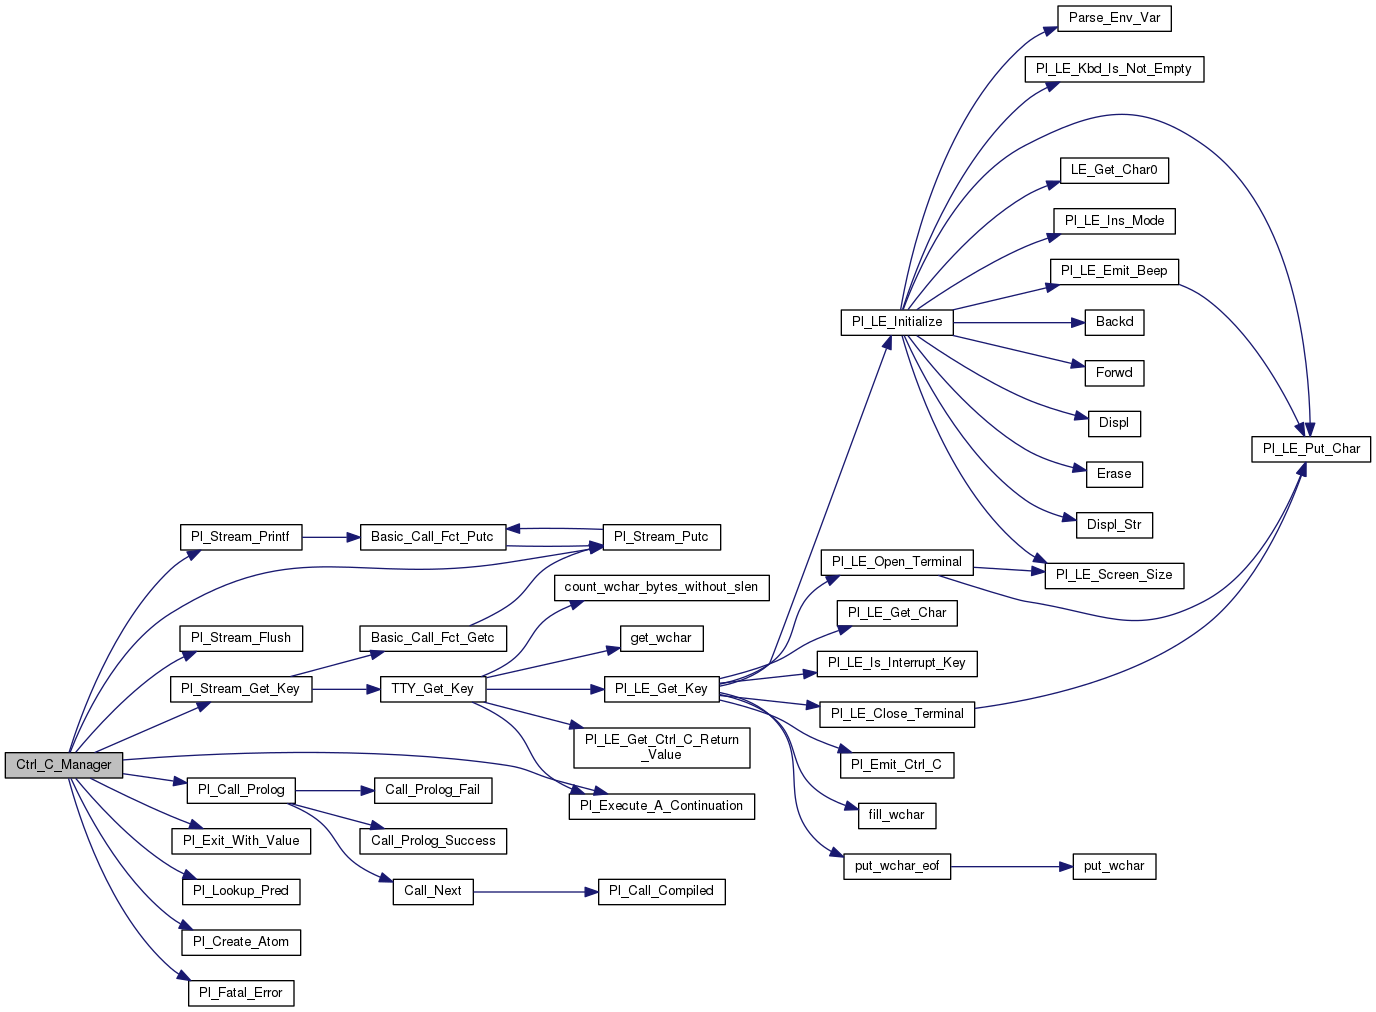 Parse_Env_Var
Pl_LE_Kbd_Is_Not_Empty
LE_Get_Char0
Pl_LE_Ins_Mode
Pl_LE_Emit_Beep
Pl_LE_Initialize
Backd
Forwd
Displ
Pl_LE_Put_Char
Erase
Displ_Str
Pl_Stream_Printf
Basic_Call_Fct_Putc
Pl_Stream_Putc
Pl_LE_Open_Terminal
Pl_LE_Screen_Size
count_wchar_bytes_without_slen
Pl_LE_Get_Char
Pl_Stream_Flush
Basic_Call_Fct_Getc
get_wchar
Pl_LE_Is_Interrupt_Key
Pl_Stream_Get_Key
TTY_Get_Key
Pl_LE_Get_Key
Pl_LE_Close_Terminal
Pl_LE_Get_Ctrl_C_Return
_Value
Ctrl_C_Manager
Pl_Emit_Ctrl_C
Pl_Call_Prolog
Call_Prolog_Fail
Pl_Execute_A_Continuation
fill_wchar
Pl_Exit_With_Value
Call_Prolog_Success
put_wchar_eof
put_wchar
Pl_Lookup_Pred
Call_Next
Pl_Call_Compiled
Pl_Create_Atom
Pl_Fatal_Error